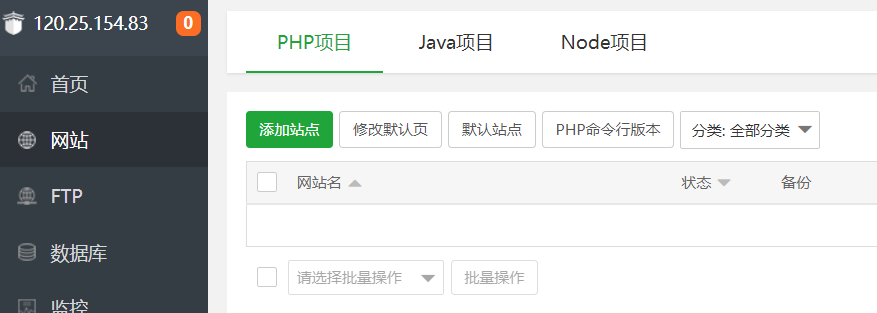 120.25.154.83 0
首页
网站
FTP
数据库
监控
PHP项目 Java项目 Node项目
添加站点 修改默认页 默认站点 PHP命令行版本 分类: 全部分类
网站名 状态 备份
请选择批量操作 批量操作